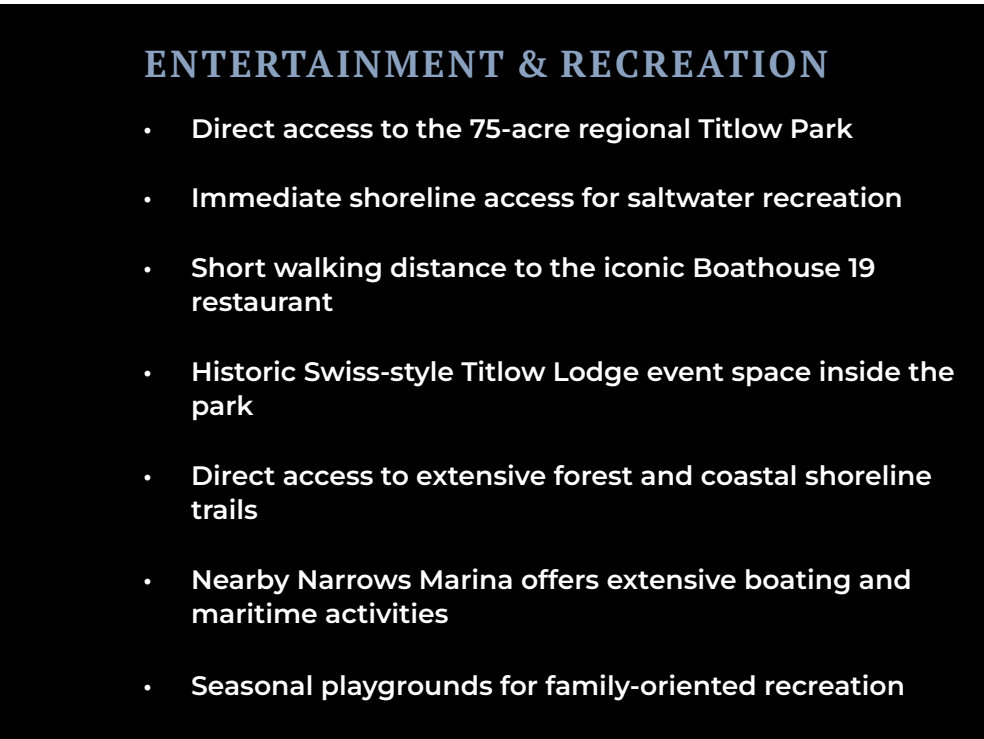 ENTERTAINMENT & RECREATION
• Direct access to the 75-acre regional Titlow Park
• Immediate shoreline access for saltwater recreation
• Short walking distance to the iconic Boathouse 19
restaurant
• Historic Swiss-style Titlow Lodge event space inside the
park
• Direct access to extensive forest and coastal shoreline
trails
• Nearby Narrows Marina offers extensive boating and
maritime activities
• Seasonal playgrounds for family-oriented recreation